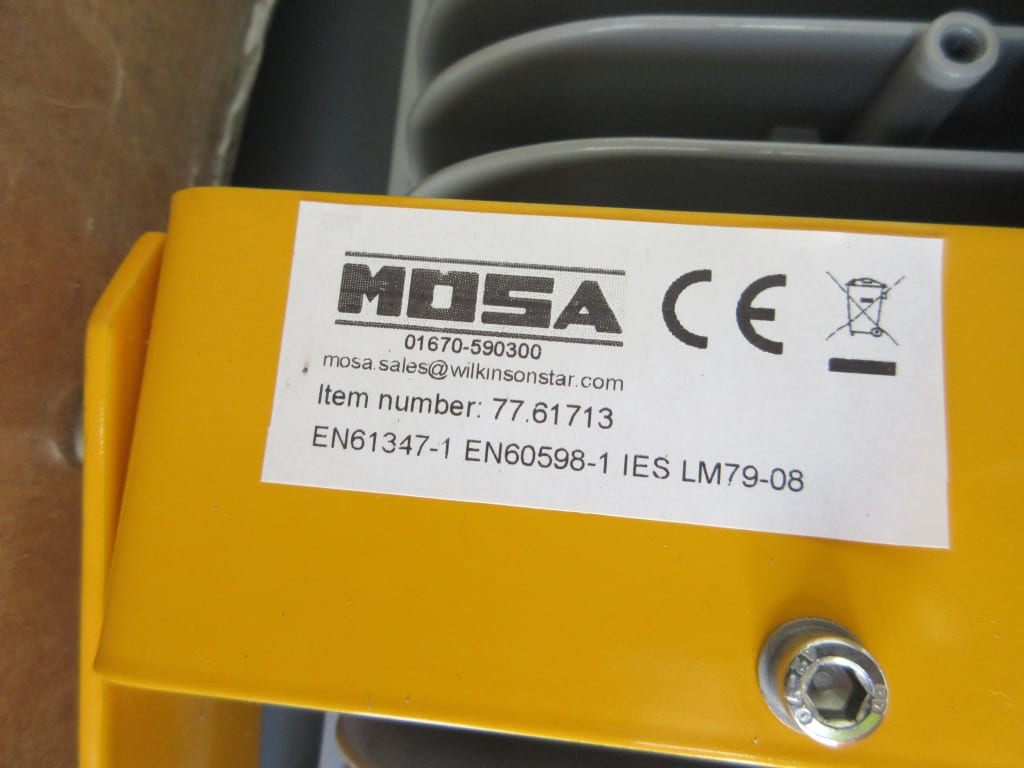 MOSA
01670-590300
mosa.sales@wilkinsonstar.com
Item number: 77.61713
EN61347-1 EN60598-1 IES LM79-08
CE